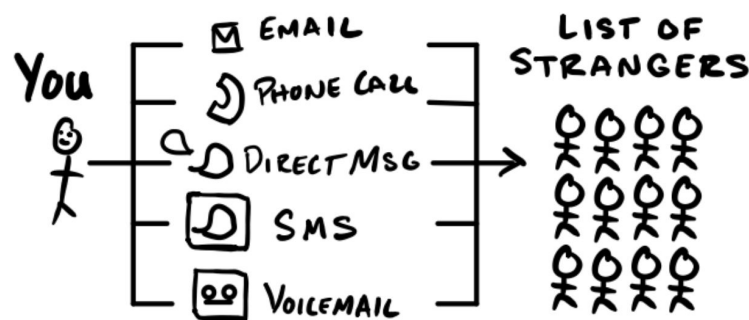 You
EMAIL
PHONE CALL
DIRECT MSG
SMS
VOICEMAIL
LIST OF
STRANGERS